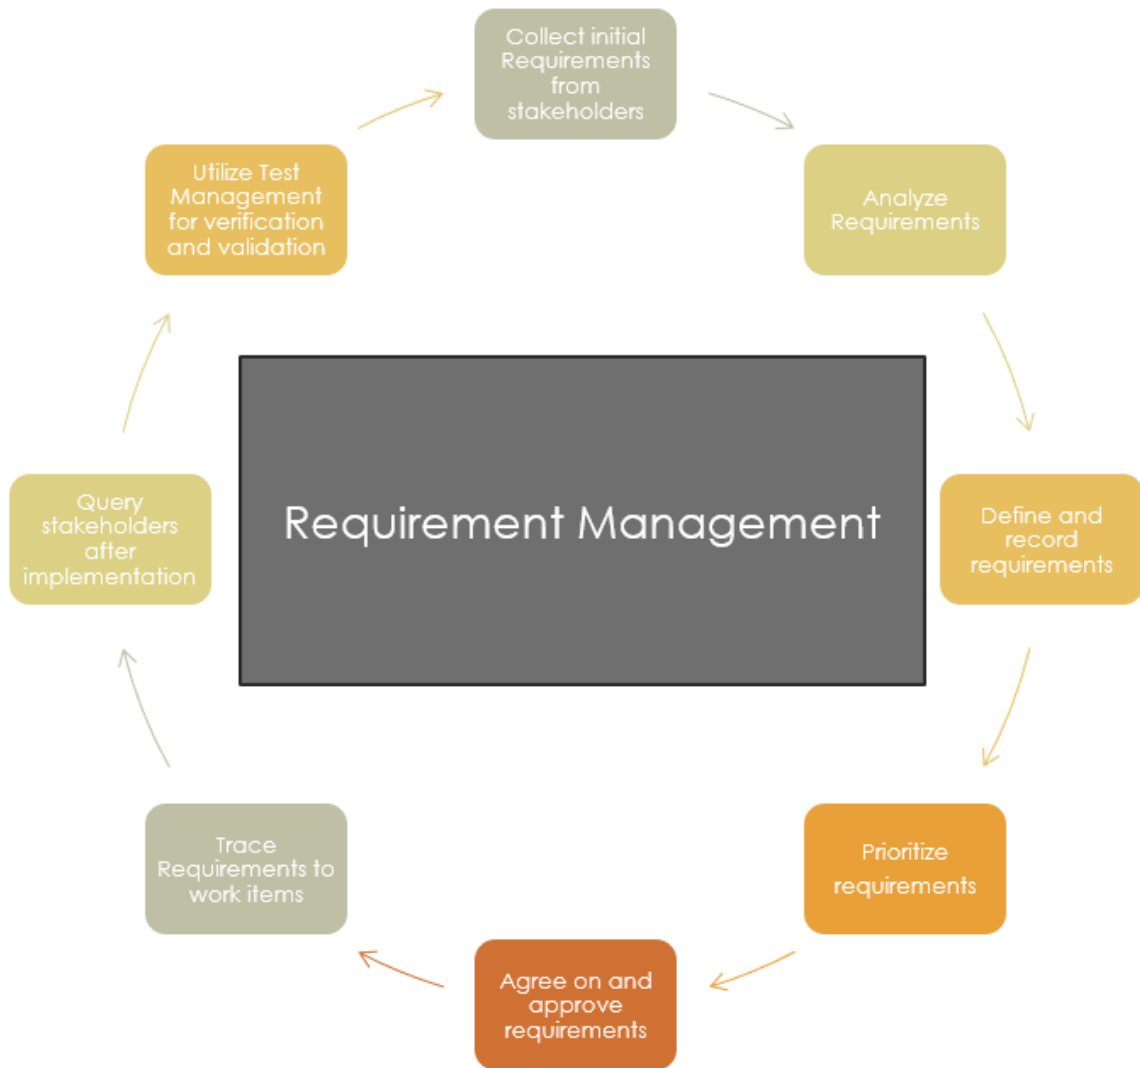 Collect initial
Requirements
from
stakeholders
Analyze
Requirements
Define and
record
requirements
Prioritize
requirements
Agree on and
approve
requirements
Trace
Requirements to
work items
Query
stakeholders
after
implementation
Utilize Test
Management
for verification
and validation
Requirement Management